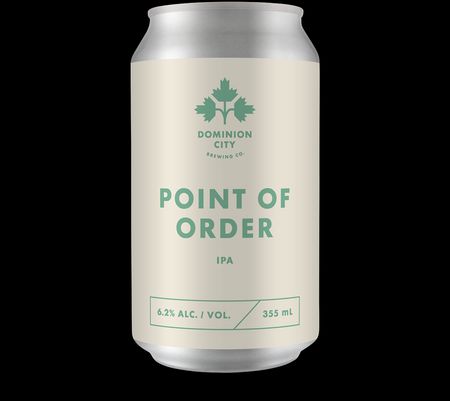 DOMINION
CITY
BREWING CO.
POINT OF
ORDER
IPA
6.2% ALC. / VOL.
355 mL